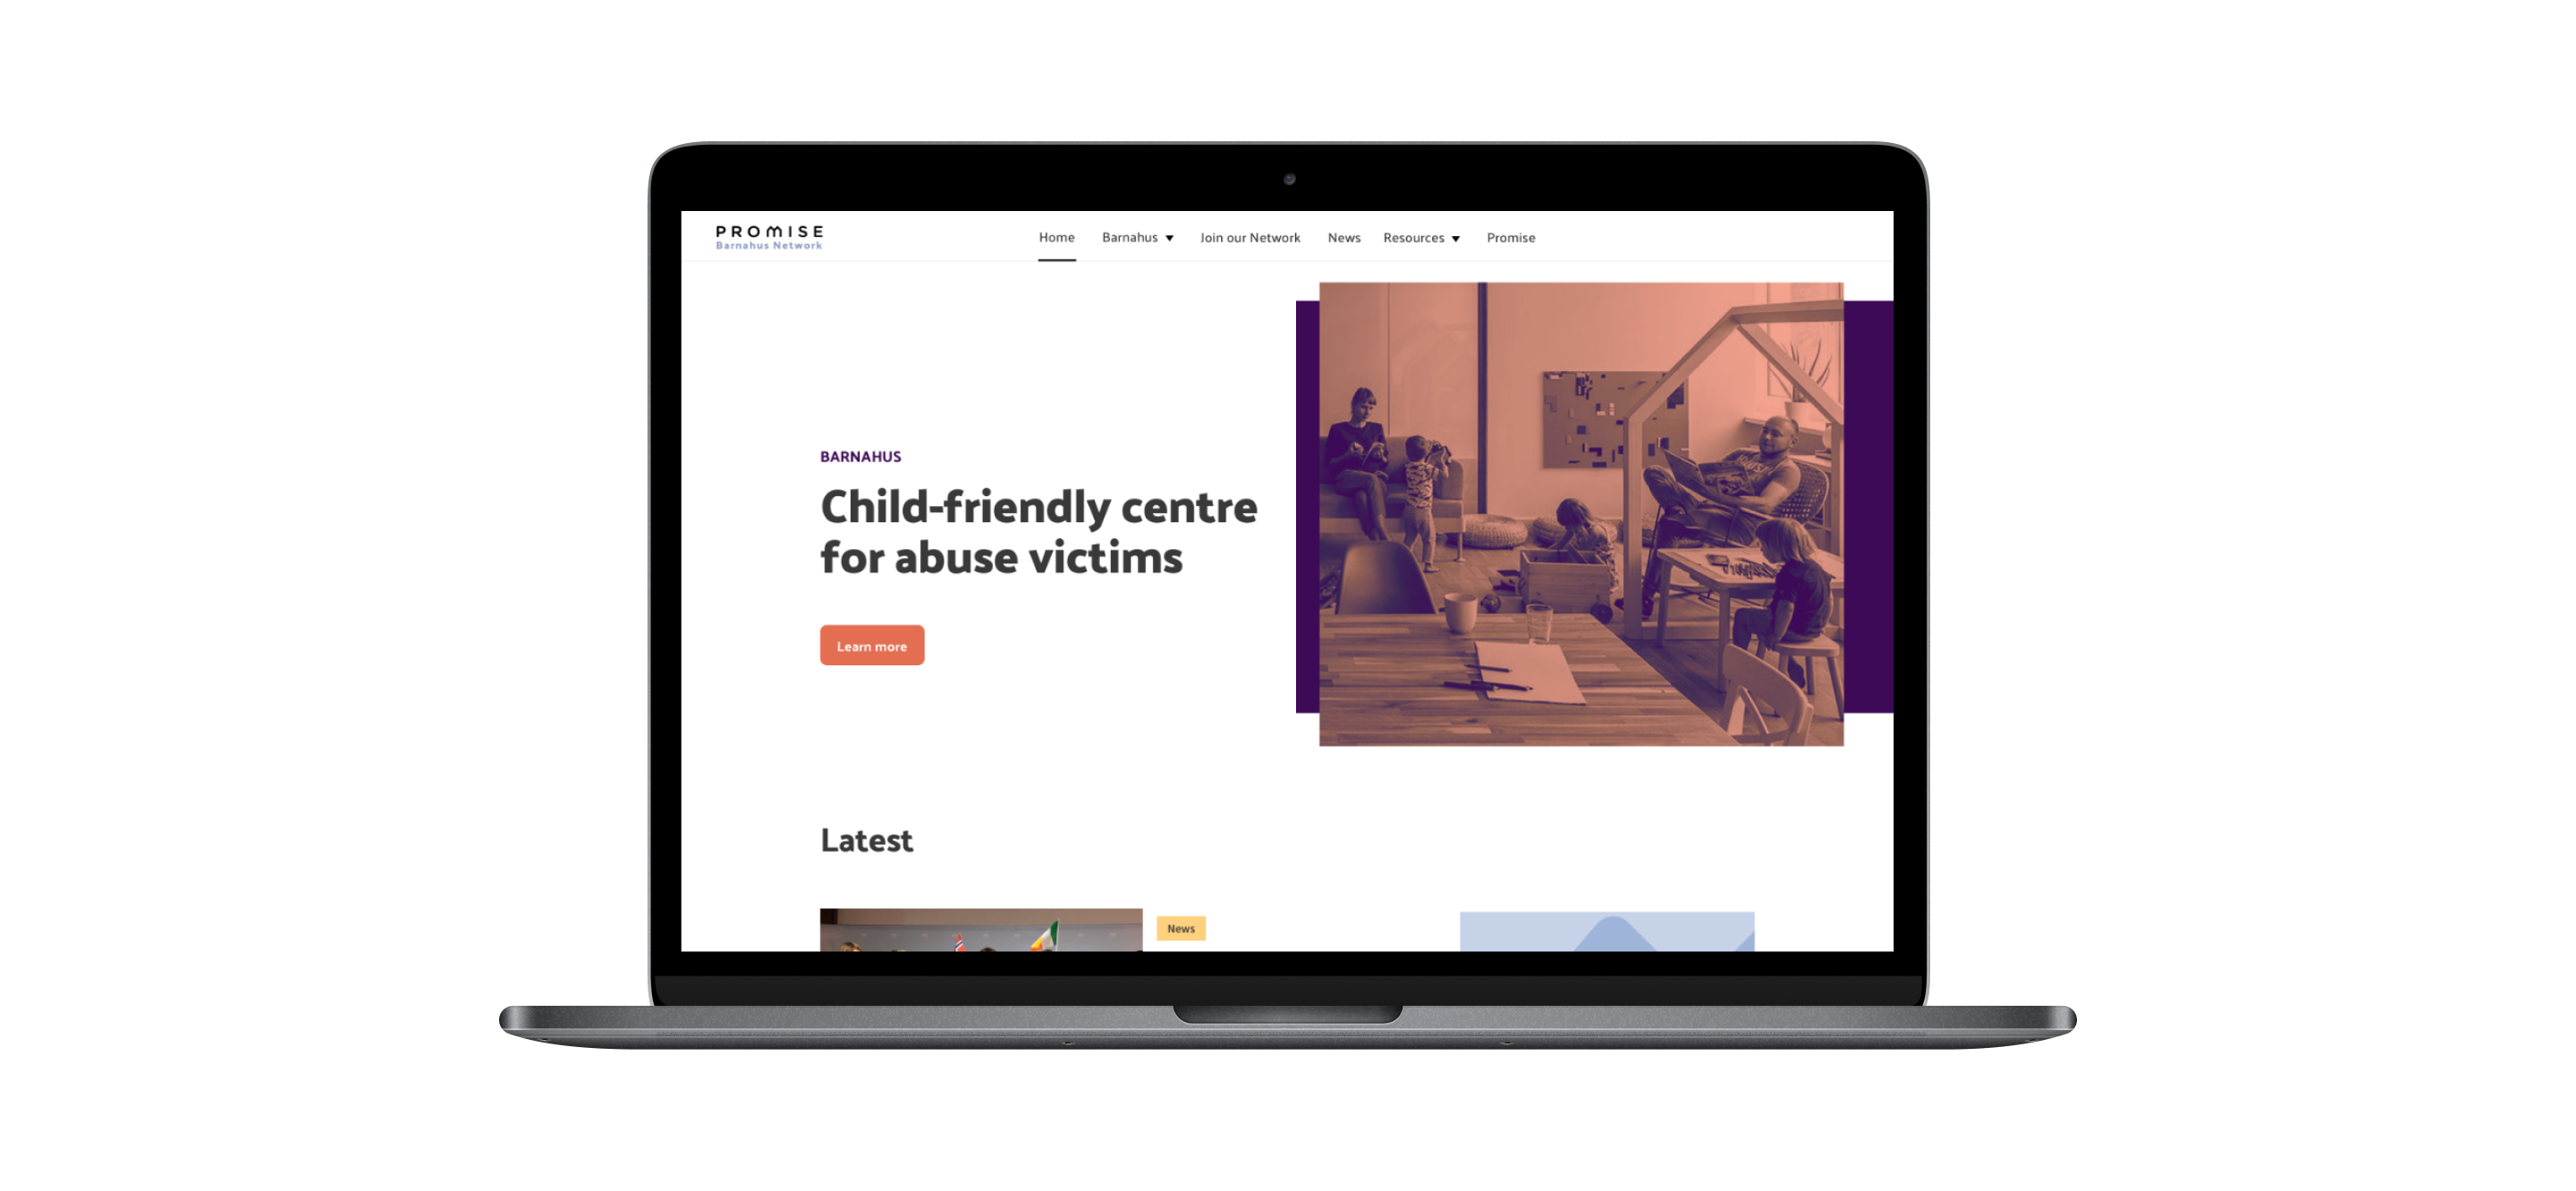 PROMISE
Barnahus Network
Home Barnahus Join our Network News Resources Promise
BARNAHUS
Child-friendly centre
for abuse victims
Learn more
Latest
News